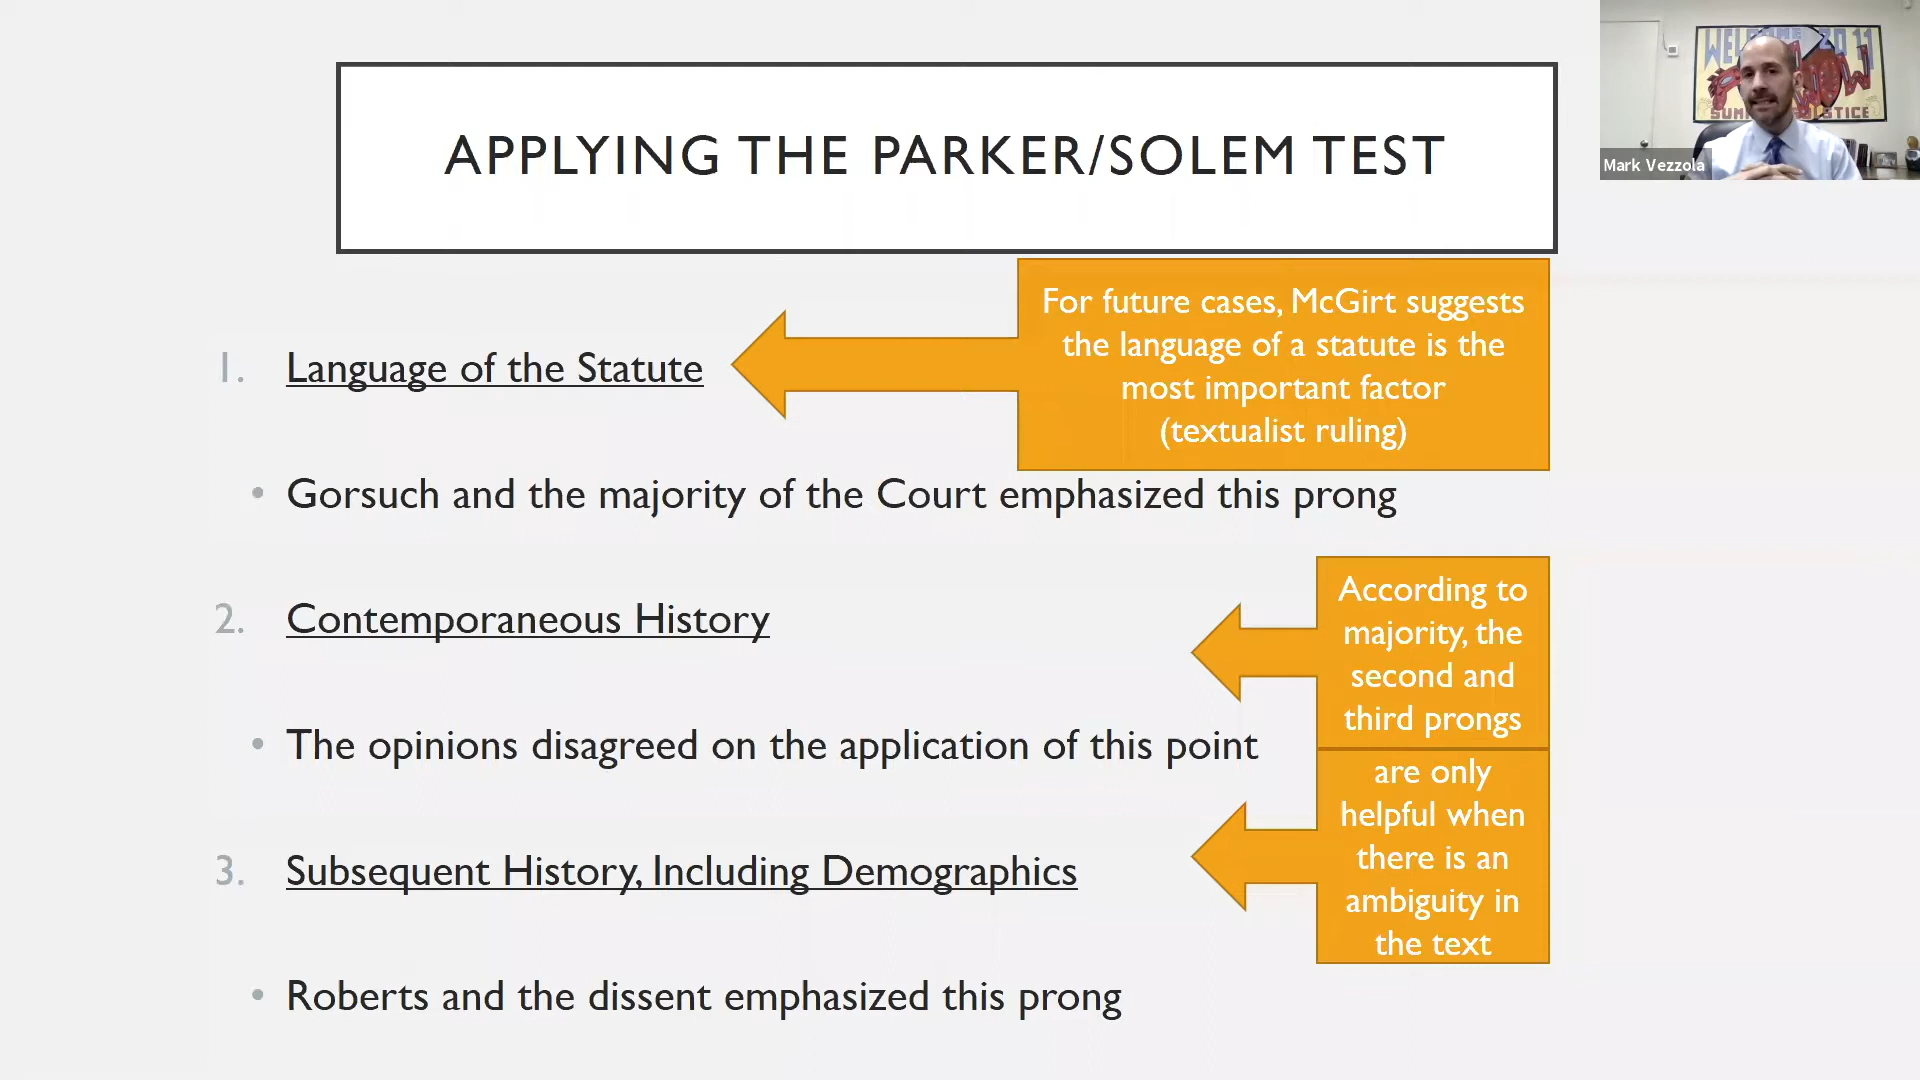 APPLYING THE PARKER/SOLEM TEST
WELCOME 2011
SUMMER SOLSTICE
Mark Vezzola
For future cases, McGirt suggests
the language of a statute is the
most important factor
(textualist ruling)
1. Language of the Statute
• Gorsuch and the majority of the Court emphasized this prong
2. Contemporaneous History
According to
majority, the
second and
third prongs
• The opinions disagreed on the application of this point
are only
helpful when
there is an
ambiguity in
the text
3. Subsequent History, Including Demographics
• Roberts and the dissent emphasized this prong